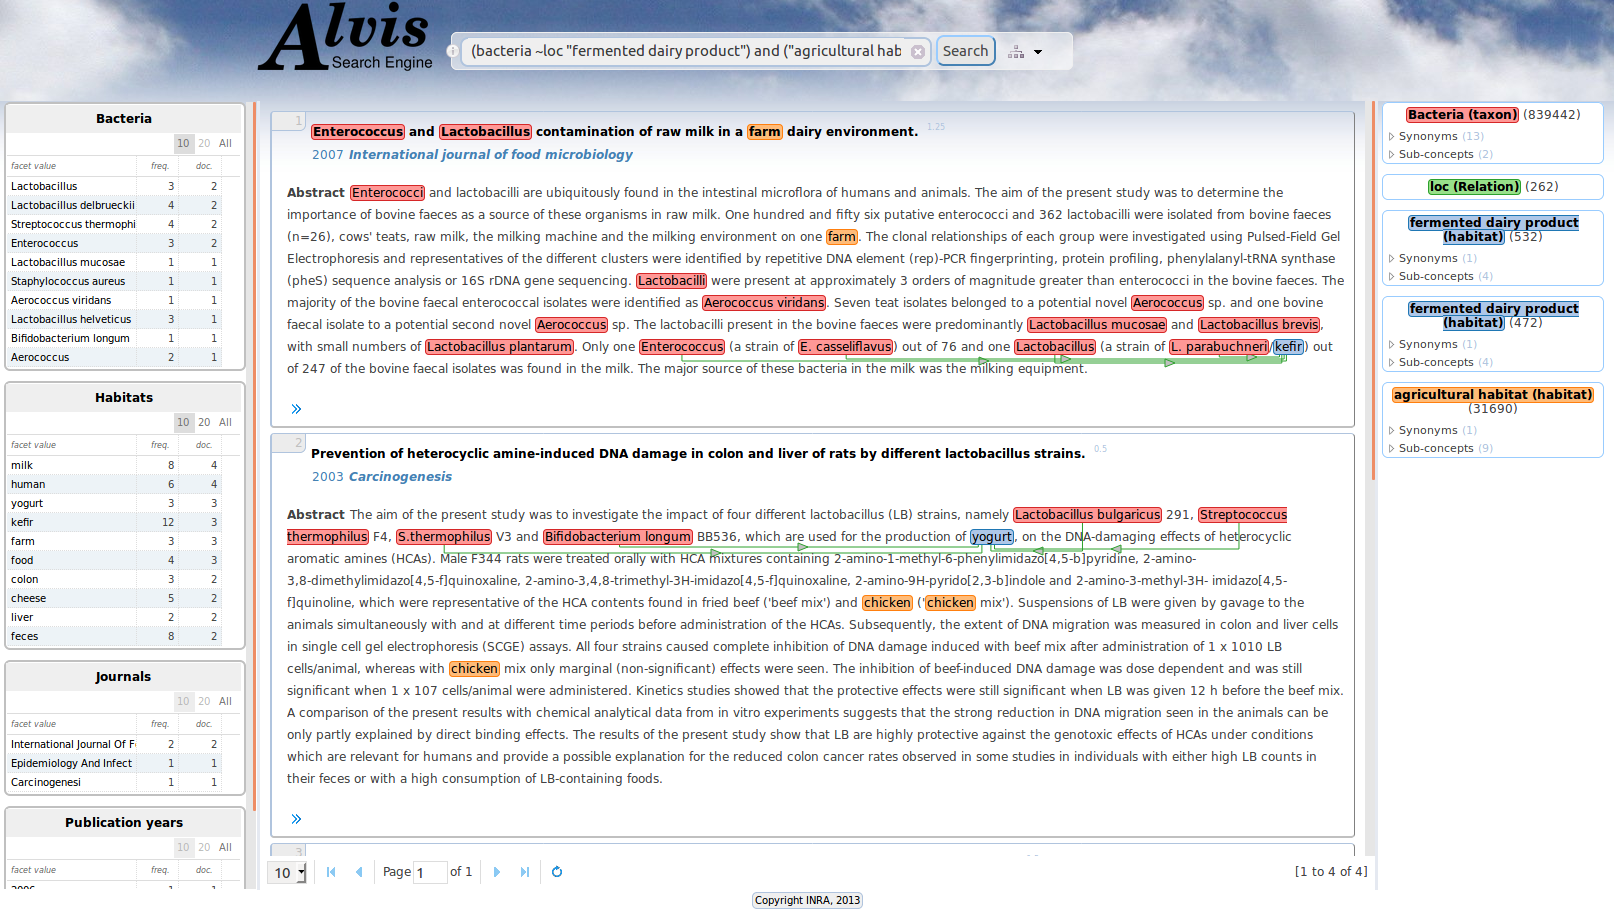 Alvis
Search Engine
(bacteria ~loc "fermented dairy product") and ("agricultural hab
Search
Bacteria
10 20 All
facet value freq. doc.
Lactobacillus 3 2
Lactobacillus delbrueckii 4 2
Streptococcus thermophi 4 2
Enterococcus 3 2
Lactobacillus mucosae 1 1
Staphylococcus aureus 1 1
Aerococcus viridans 1 1
Lactobacillus helveticus 3 1
Bifidobacterium longum 1 1
Aerococcus 2 1
Habitats
10 20 All
facet value freq. doc.
milk 8 4
human 6 4
yogurt 3 3
kefir 12 3
farm 3 3
food 4 3
colon 3 2
cheese 5 2
liver 2 2
feces 8 2
Journals
10 20 All
facet value freq. doc.
International Journal Of F 2 2
Epidemiology And Infect 1 1
Carcinogenesi 1 1
Publication years
10 20 All
facet value freq. doc.
2006 1 1
1
Enterococcus and Lactobacillus contamination of raw milk in a farm dairy environment. 1.25
2007 International journal of food microbiology
Abstract Enterococci and lactobacilli are ubiquitously found in the intestinal microflora of humans and animals. The aim of the present study was to determine the
importance of bovine faeces as a source of these organisms in raw milk. One hundred and fifty six putative enterococci and 362 lactobacilli were isolated from bovine faeces
(n=26), cows' teats, raw milk, the milking machine and the milking environment on one farm. The clonal relationships of each group were investigated using Pulsed-Field Gel
Electrophoresis and representatives of the different clusters were identified by repetitive DNA element (rep)-PCR fingerprinting, protein profiling, phenylalanyl-tRNA synthase
(pheS) sequence analysis or 16S rDNA gene sequencing. Lactobacilli were present at approximately 3 orders of magnitude greater than enterococci in the bovine faeces. The
majority of the bovine faecal enterococcal isolates were identified as Aerococcus viridans. Seven teat isolates belonged to a potential novel Aerococcus sp. and one bovine
faecal isolate to a potential second novel Aerococcus sp. The lactobacilli present in the bovine faeces were predominantly Lactobacillus mucosae and Lactobacillus brevis,
with small numbers of Lactobacillus plantarum. Only one Enterococcus (a strain of E. casseliflavus) out of 76 and one Lactobacillus (a strain of L. parabuchneri/kefir) out
of 247 of the bovine faecal isolates was found in the milk. The major source of these bacteria in the milk was the milking equipment.
»
2
Prevention of heterocyclic amine-induced DNA damage in colon and liver of rats by different lactobacillus strains. 0.5
2003 Carcinogenesis
Abstract The aim of the present study was to investigate the impact of four different lactobacillus (LB) strains, namely Lactobacillus bulgaricus 291, Streptococcus
thermophilus F4, S.thermophilus V3 and Bifidobacterium longum BB536, which are used for the production of yogurt, on the DNA-damaging effects of heterocyclic
aromatic amines (HCAs). Male F344 rats were treated orally with HCA mixtures containing 2-amino-1-methyl-6-phenylimidazo[4,5-b]pyridine, 2-amino-
3,8-dimethylimidazo[4,5-f]quinoxaline, 2-amino-3,4,8-trimethyl-3H-imidazo[4,5-f]quinoxaline, 2-amino-9H-pyrido[2,3-b]indole and 2-amino-3-methyl-3H- imidazo[4,5-
f]quinoline, which were representative of the HCA contents found in fried beef ('beef mix') and chicken ('chicken mix'). Suspensions of LB were given by gavage to the
animals simultaneously with and at different time periods before administration of the HCAs. Subsequently, the extent of DNA migration was measured in colon and liver cells
in single cell gel electrophoresis (SCGE) assays. All four strains caused complete inhibition of DNA damage induced with beef mix after administration of 1 x 1010 LB
cells/animal, whereas with chicken mix only marginal (non-significant) effects were seen. The inhibition of beef-induced DNA damage was dose dependent and was still
significant when 1 x 107 cells/animal were administered. Kinetics studies showed that the protective effects were still significant when LB was given 12 h before the beef mix.
A comparison of the present results with chemical analytical data from in vitro experiments suggests that the strong reduction in DNA migration seen in the animals can be
only partly explained by direct binding effects. The results of the present study show that LB are highly protective against the genotoxic effects of HCAs under conditions
which are relevant for humans and provide a possible explanation for the reduced colon cancer rates observed in some studies in individuals with either high LB counts in
their feces or with a high consumption of LB-containing foods.
»
3
10 Page 1 of 1 [1 to 4 of 4]
Bacteria (taxon) (839442)
Synonyms (13)
Sub-concepts (2)
loc (Relation) (262)
fermented dairy product
(habitat) (532)
Synonyms (1)
Sub-concepts (4)
fermented dairy product
(habitat) (472)
Synonyms (1)
Sub-concepts (4)
agricultural habitat (habitat)
(31690)
Synonyms (1)
Sub-concepts (9)
Copyright INRA, 2013